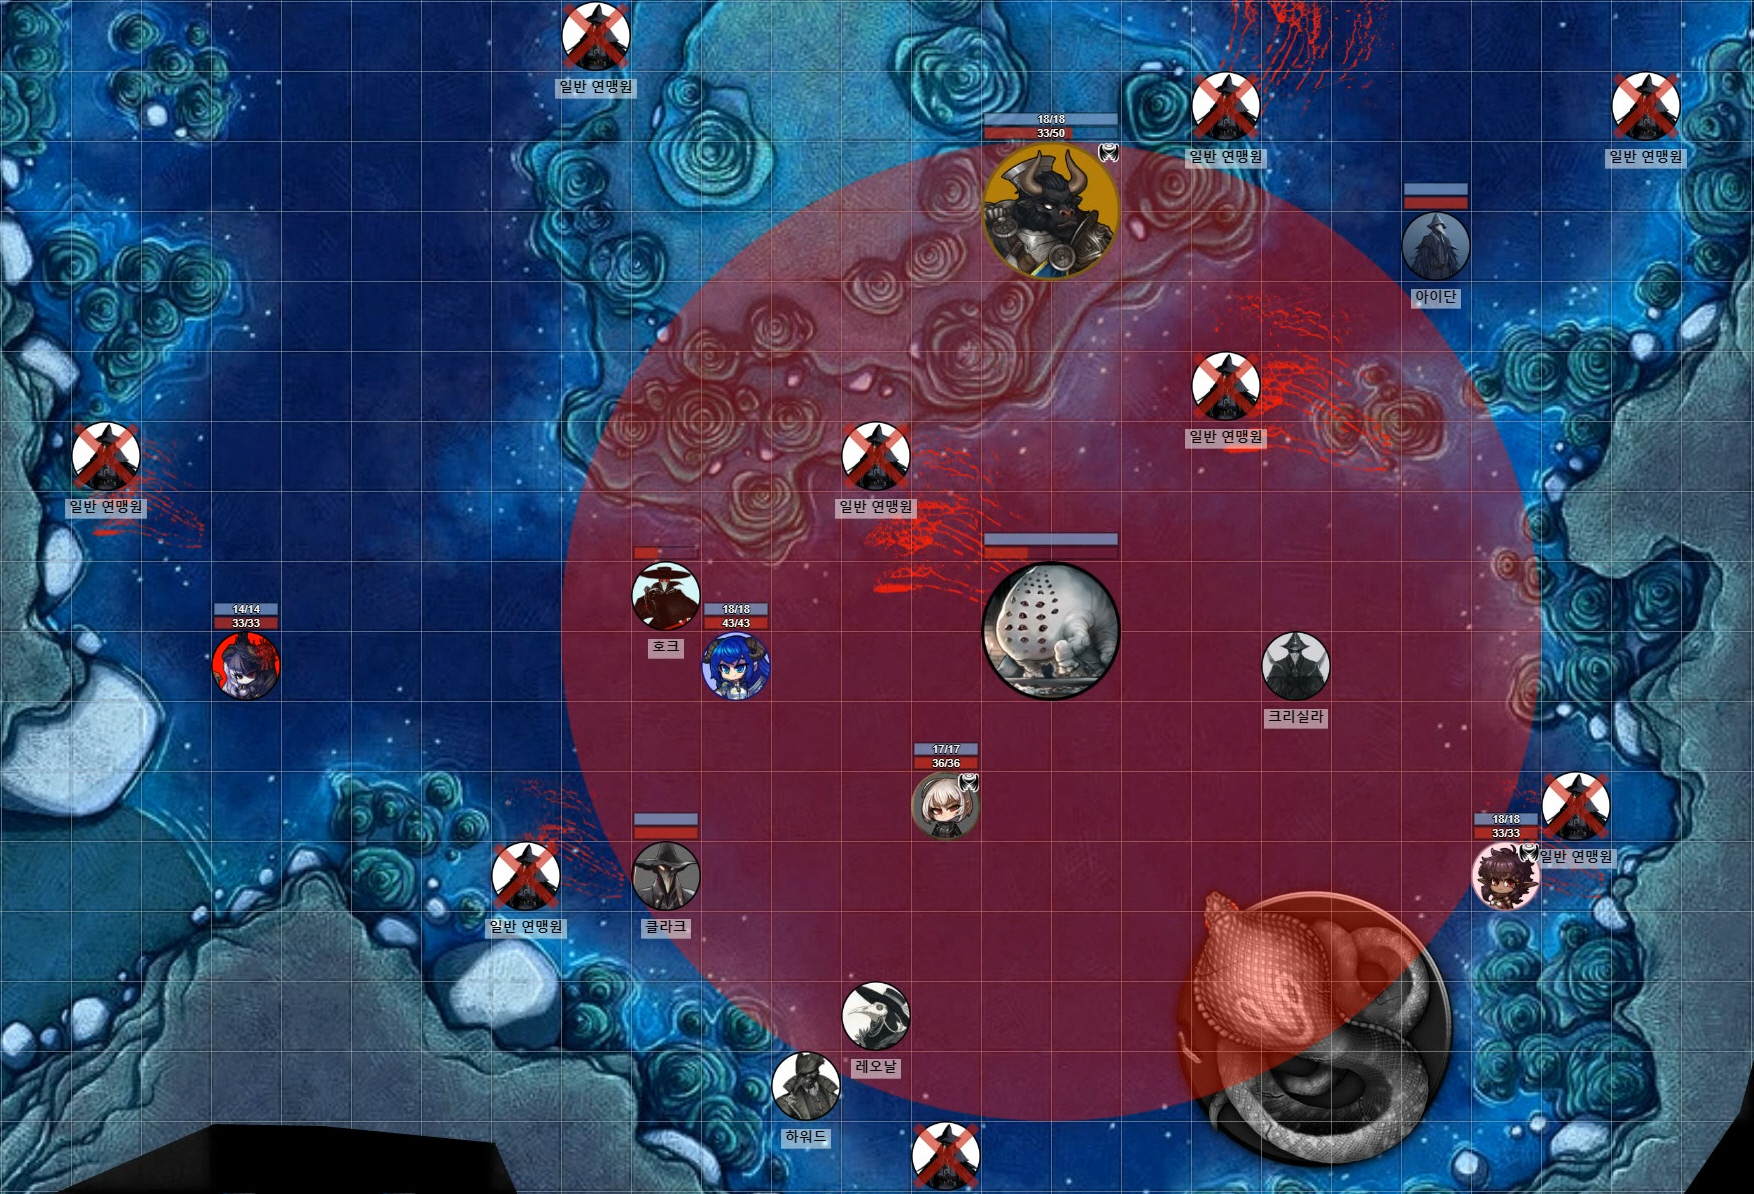 일반 연맹원
18/18
33/50
일반 연맹원
일반 연맹원
아이단
일반 연맹원
일반 연맹원
일반 연맹원
14/14
33/33
호크
18/18
43/43
크리실라
17/17
36/36
18/18
33/33
일반 연맹원
일반 연맹원
클라크
레오날
하워드